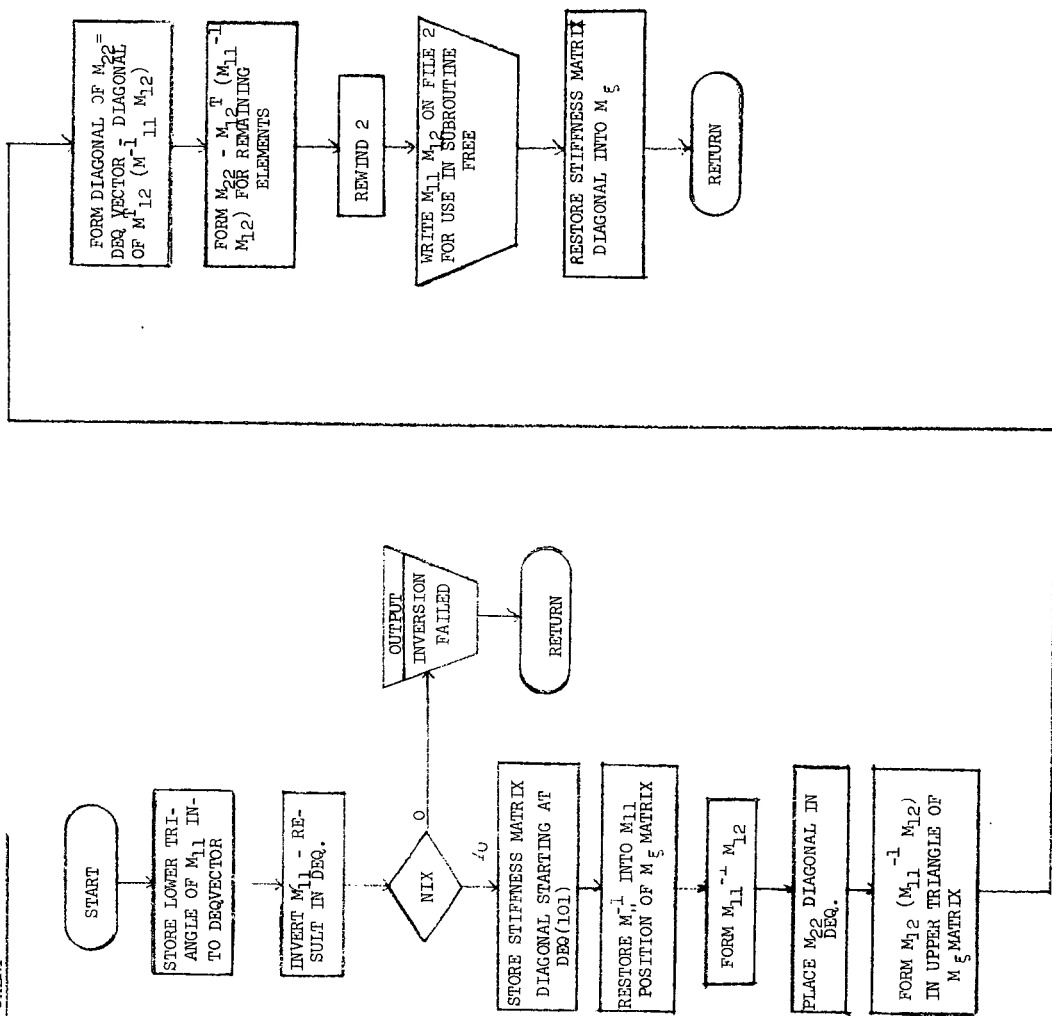 START
STORE LOWER TRI-
ANGLE OF M11 IN-
TO DEQVECTOR
INVERT M11 - RE-
SULT IN DEQ.
NIX
0
OUTPUT
INVERSION
FAILED
RETURN
STORE STIFFNESS MATRIX
DIAGONAL STARTING AT
DEQ(101)
RESTORE M11^-1 INTO M11
POSITION OF Mξ MATRIX
FORM M11^-1 M12
PLACE M22 DIAGONAL IN
DEQ.
FORM M12 (M11^-1 M12)
IN UPPER TRIANGLE OF
Mξ MATRIX
FORM DIAGONAL OF M22=
DEQ VECTOR - DIAGONAL
OF M12^T (M11^-1 M12)
FORM M22 - M12^T (M11^-1
M12) FOR REMAINING
ELEMENTS
REWIND 2
WRITE M11 M12 ON FILE 2
FOR USE IN SUBROUTINE
FREE
RESTORE STIFFNESS MATRIX
DIAGONAL INTO Mξ
RETURN